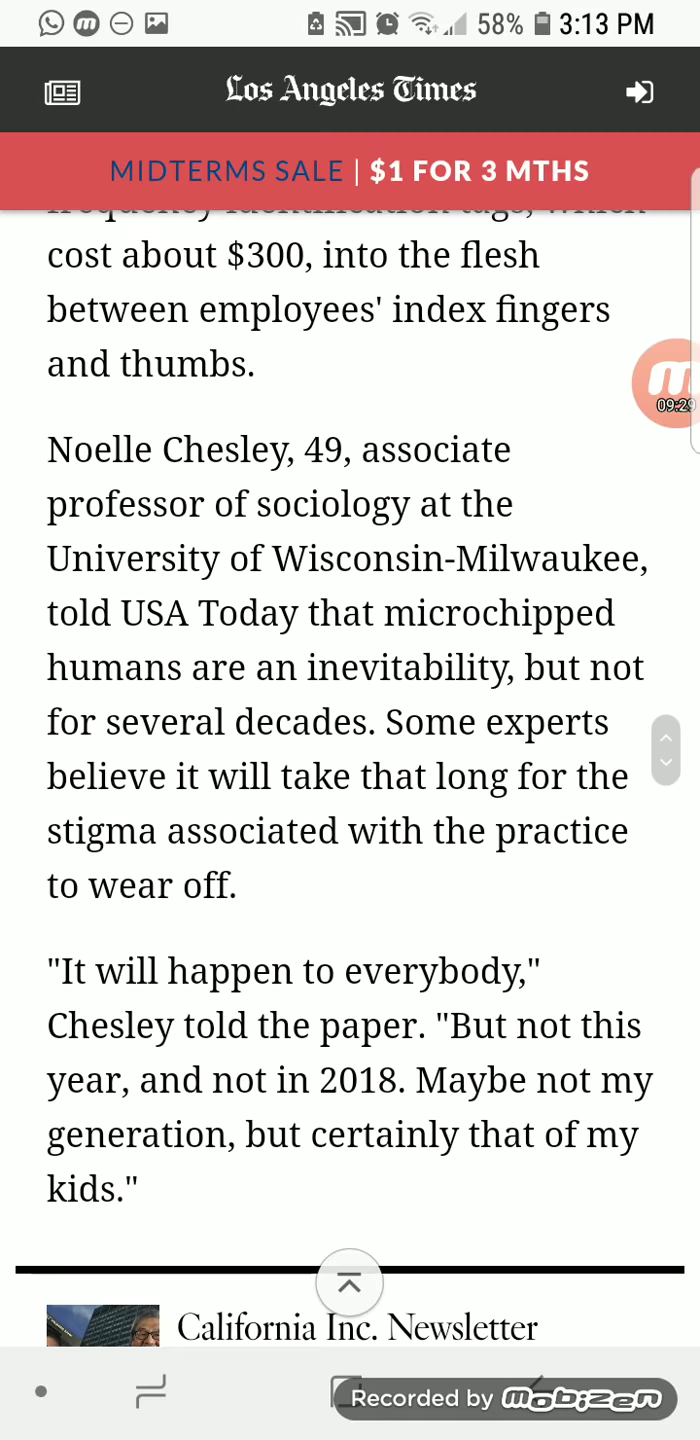 58% 3:13 PM
Los Angeles Times
MIDTERMS SALE | $1 FOR 3 MTHS
frequency identification tags, which
cost about $300, into the flesh
between employees' index fingers
and thumbs.
09:29
Noelle Chesley, 49, associate
professor of sociology at the
University of Wisconsin-Milwaukee,
told USA Today that microchipped
humans are an inevitability, but not
for several decades. Some experts
believe it will take that long for the
stigma associated with the practice
to wear off.
"It will happen to everybody,"
Chesley told the paper. "But not this
year, and not in 2018. Maybe not my
generation, but certainly that of my
kids."
California Inc. Newsletter
Recorded by mobizen